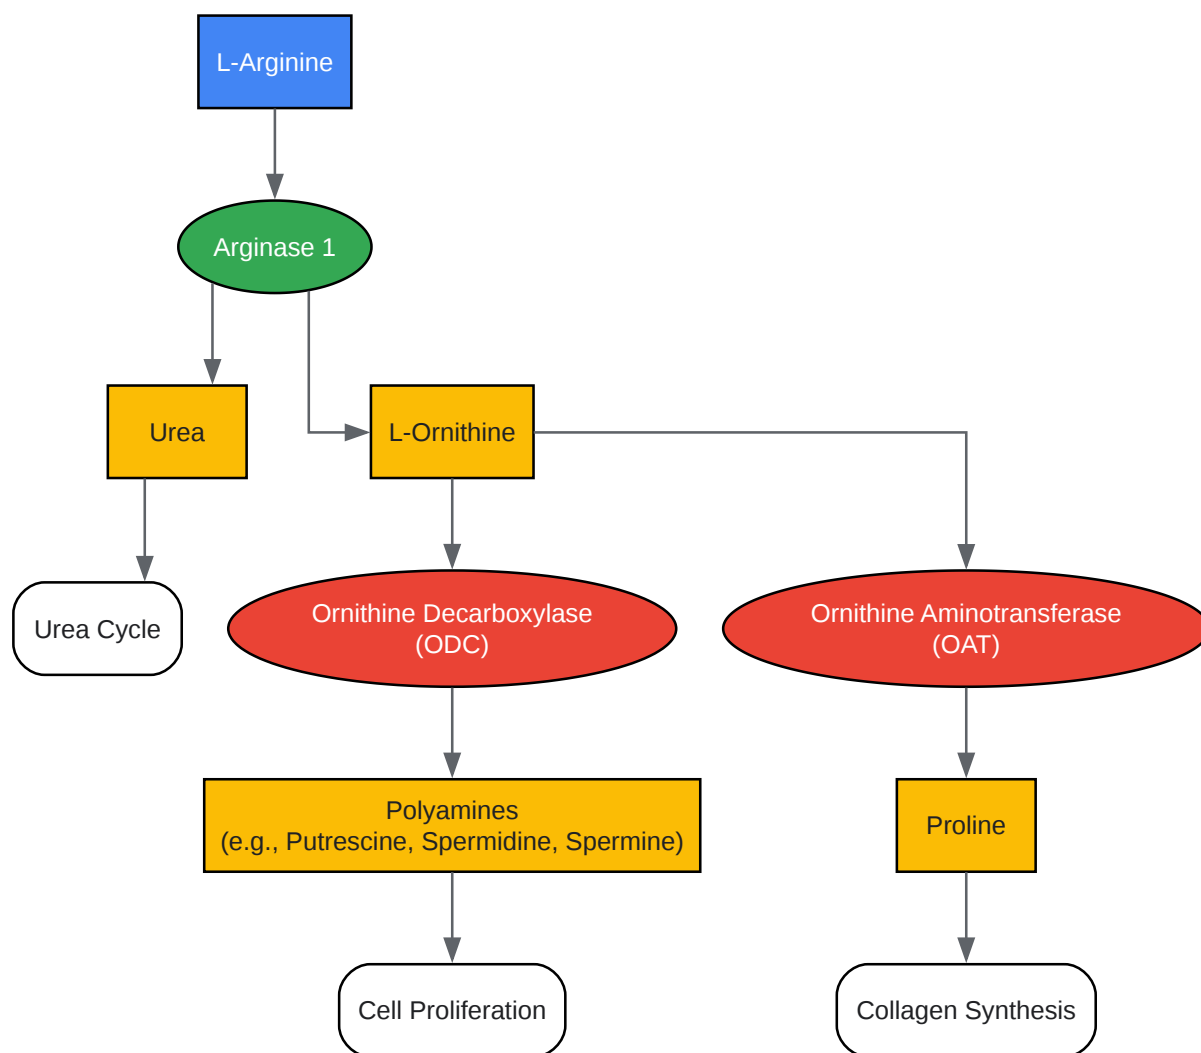 L-Arginine
Arginase 1
Urea
L-Ornithine
Urea Cycle
Ornithine Decarboxylase
(ODC)
Ornithine Aminotransferase
(OAT)
Polyamines
(e.g., Putrescine, Spermidine, Spermine)
Proline
Cell Proliferation
Collagen Synthesis